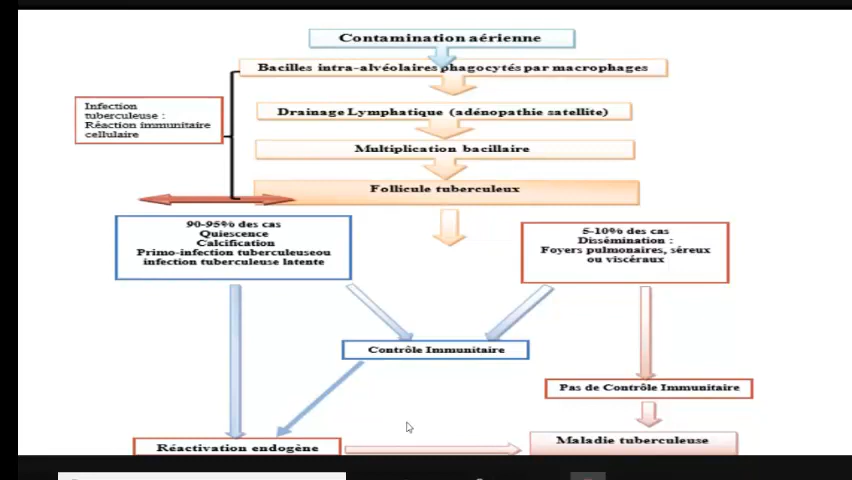 Contamination aérienne
Bacilles intra-alvéolaires phagocytés par macrophages
Infection
tuberculeuse :
Réaction immunitaire
cellulaire
Drainage Lymphatique (adénopathie satellite)
Multiplication bacillaire
Follicule tuberculeux
90-95% des cas
Quiescence
Calcification
Primo-infection tuberculeuseou
infection tuberculeuse latente
5-10% des cas
Dissémination :
Foyers pulmonaires, séreux
ou viscéraux
Contrôle Immunitaire
Pas de Contrôle Immunitaire
Réactivation endogène
Maladie tuberculeuse